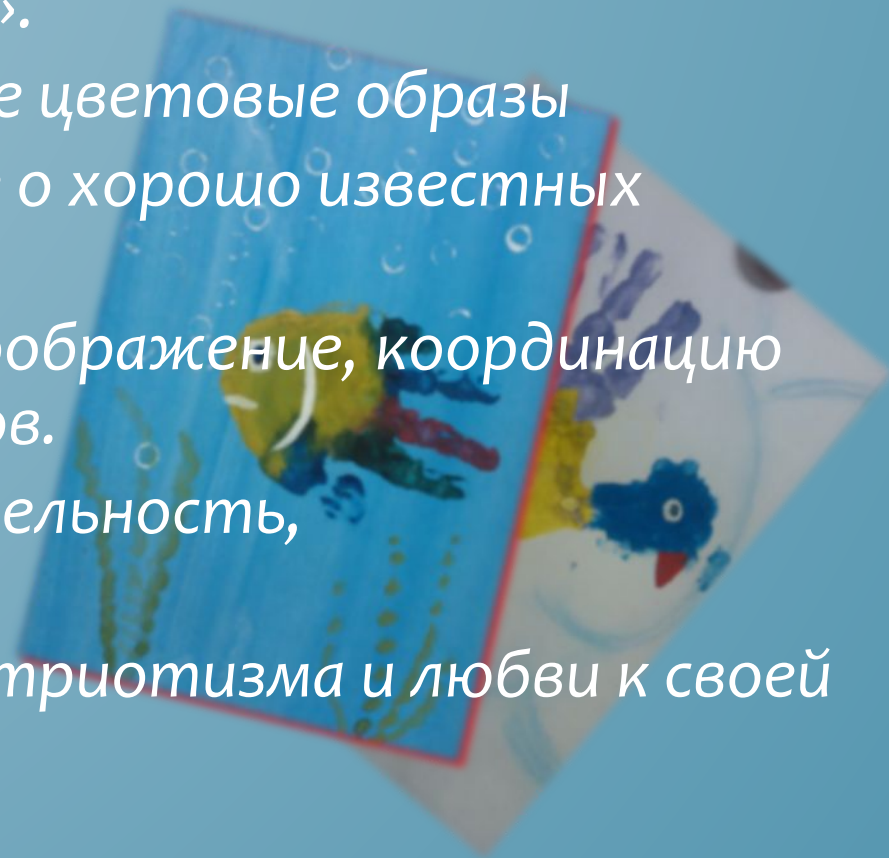 ».
е цветовые образы
о хорошо известных
ображение, координацию
ов.
ельность,
триотизма и любви к своей